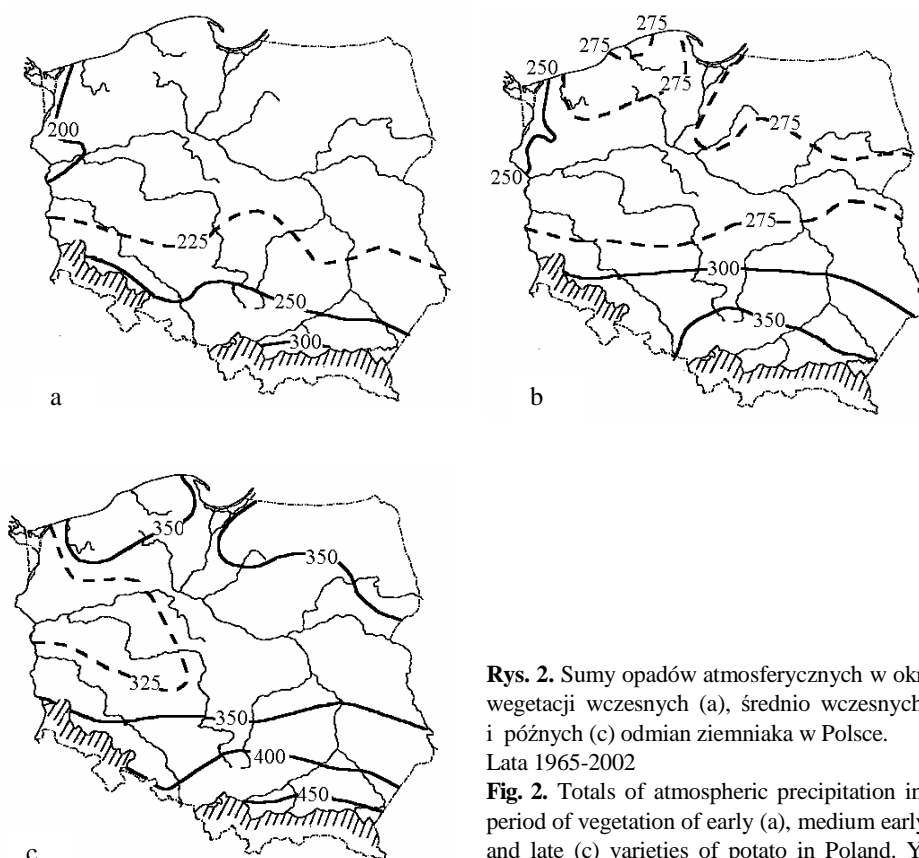 275
275
275
250
275
200
275
250
225
275
250
300
350
300
a
b
350
350
325
350
400
450
c
Rys. 2. Sumy opadów atmosferycznych w okr
wegetacji wczesnych (a), średnio wczesnych
i późnych (c) odmian ziemniaka w Polsce.
Lata 1965-2002
Fig. 2. Totals of atmospheric precipitation in
period of vegetation of early (a), medium early
and late (c) varieties of potato in Poland. Y